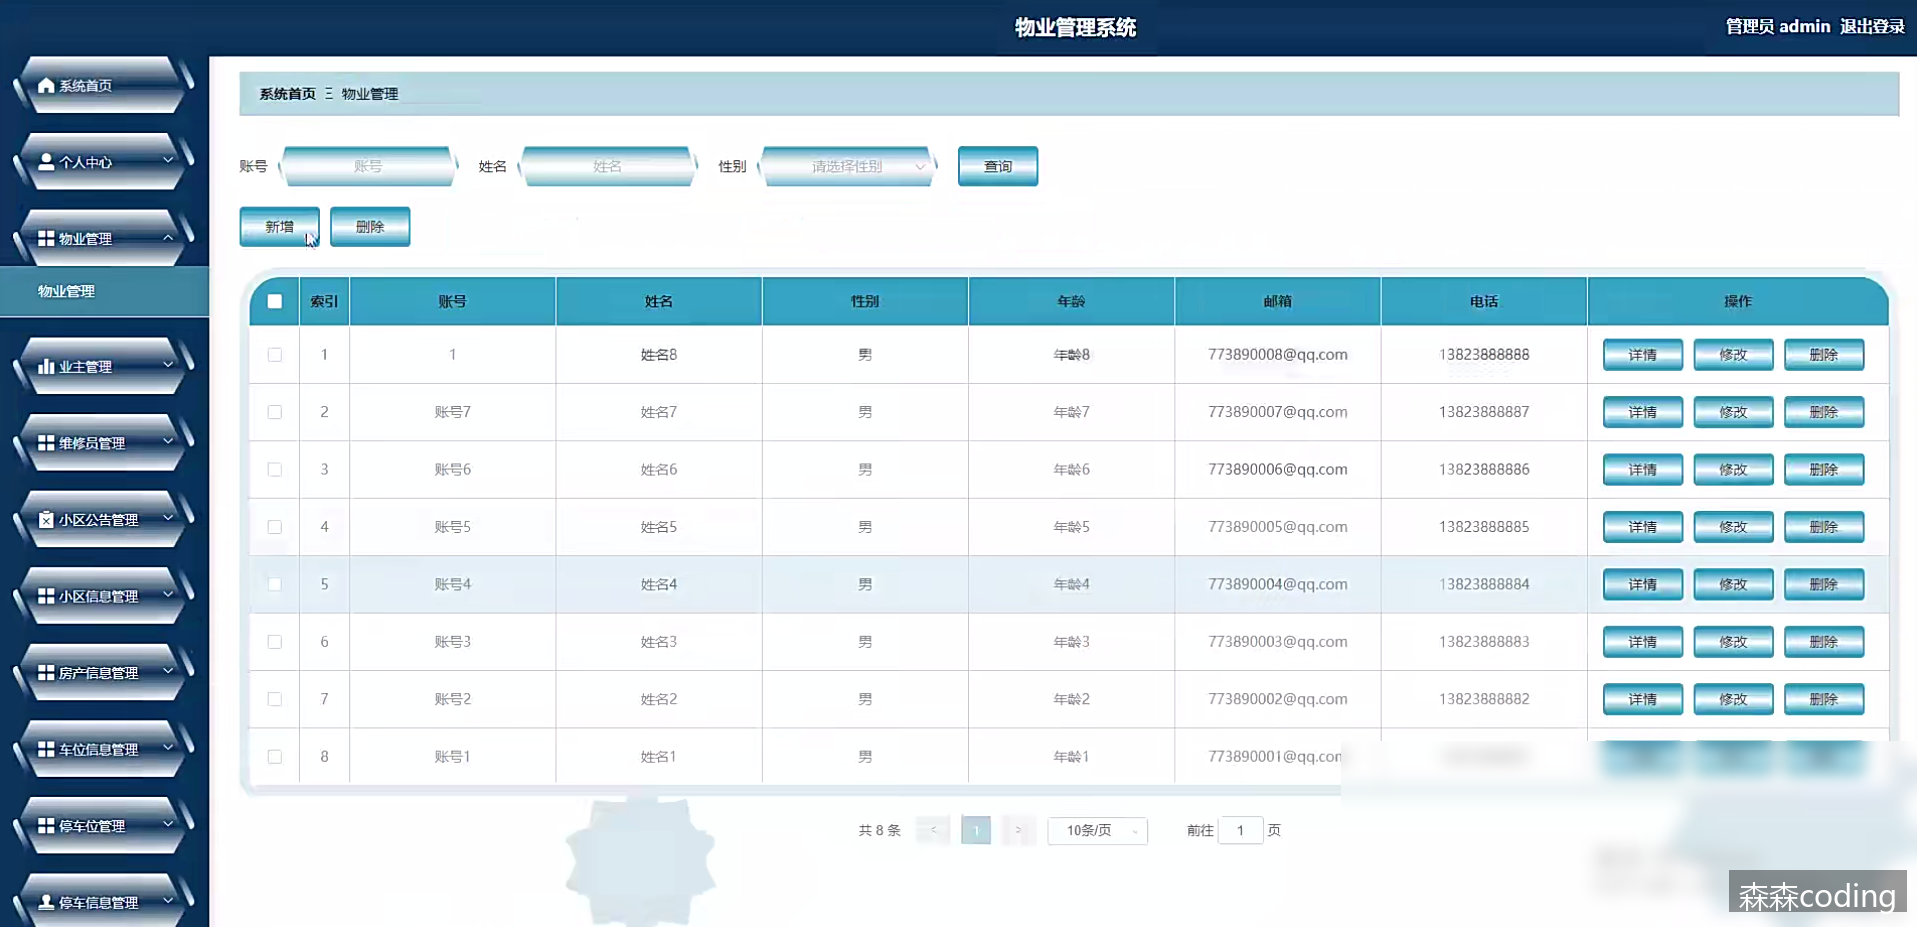 物业管理系统
管理员 admin 退出登录
系统首页
个人中心
物业管理
物业管理
业主管理
维修员管理
小区公告管理
小区信息管理
房产信息管理
车位信息管理
停车位管理
停车信息管理
系统首页 物业管理
账号 账号 姓名 姓名 性别 请选择性别 查询
新增 删除
索引 账号 姓名 性别 年龄 邮箱 电话 操作
1 1 姓名8 男 年龄8 773890008@qq.com 13823888888 详情 修改 删除
2 账号7 姓名7 男 年龄7 773890007@qq.com 13823888887 详情 修改 删除
3 账号6 姓名6 男 年龄6 773890006@qq.com 13823888886 详情 修改 删除
4 账号5 姓名5 男 年龄5 773890005@qq.com 13823888885 详情 修改 删除
5 账号4 姓名4 男 年龄4 773890004@qq.com 13823888884 详情 修改 删除
6 账号3 姓名3 男 年龄3 773890003@qq.com 13823888883 详情 修改 删除
7 账号2 姓名2 男 年龄2 773890002@qq.com 13823888882 详情 修改 删除
8 账号1 姓名1 男 年龄1 773890001@qq.com
共 8 条 < 1 > 10条/页 前往 1 页
森森coding